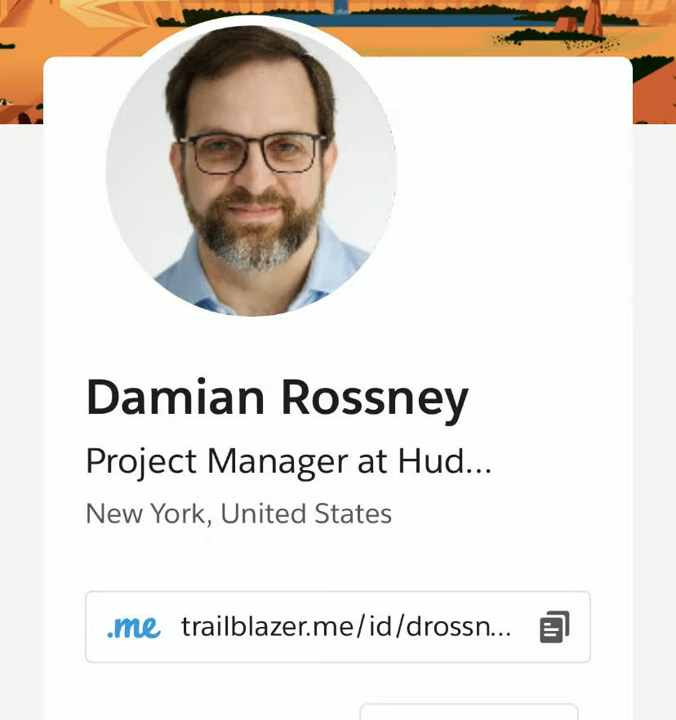 Damian Rossney
Project Manager at Hud...
New York, United States
.me trailblazer.me/id/drossn...